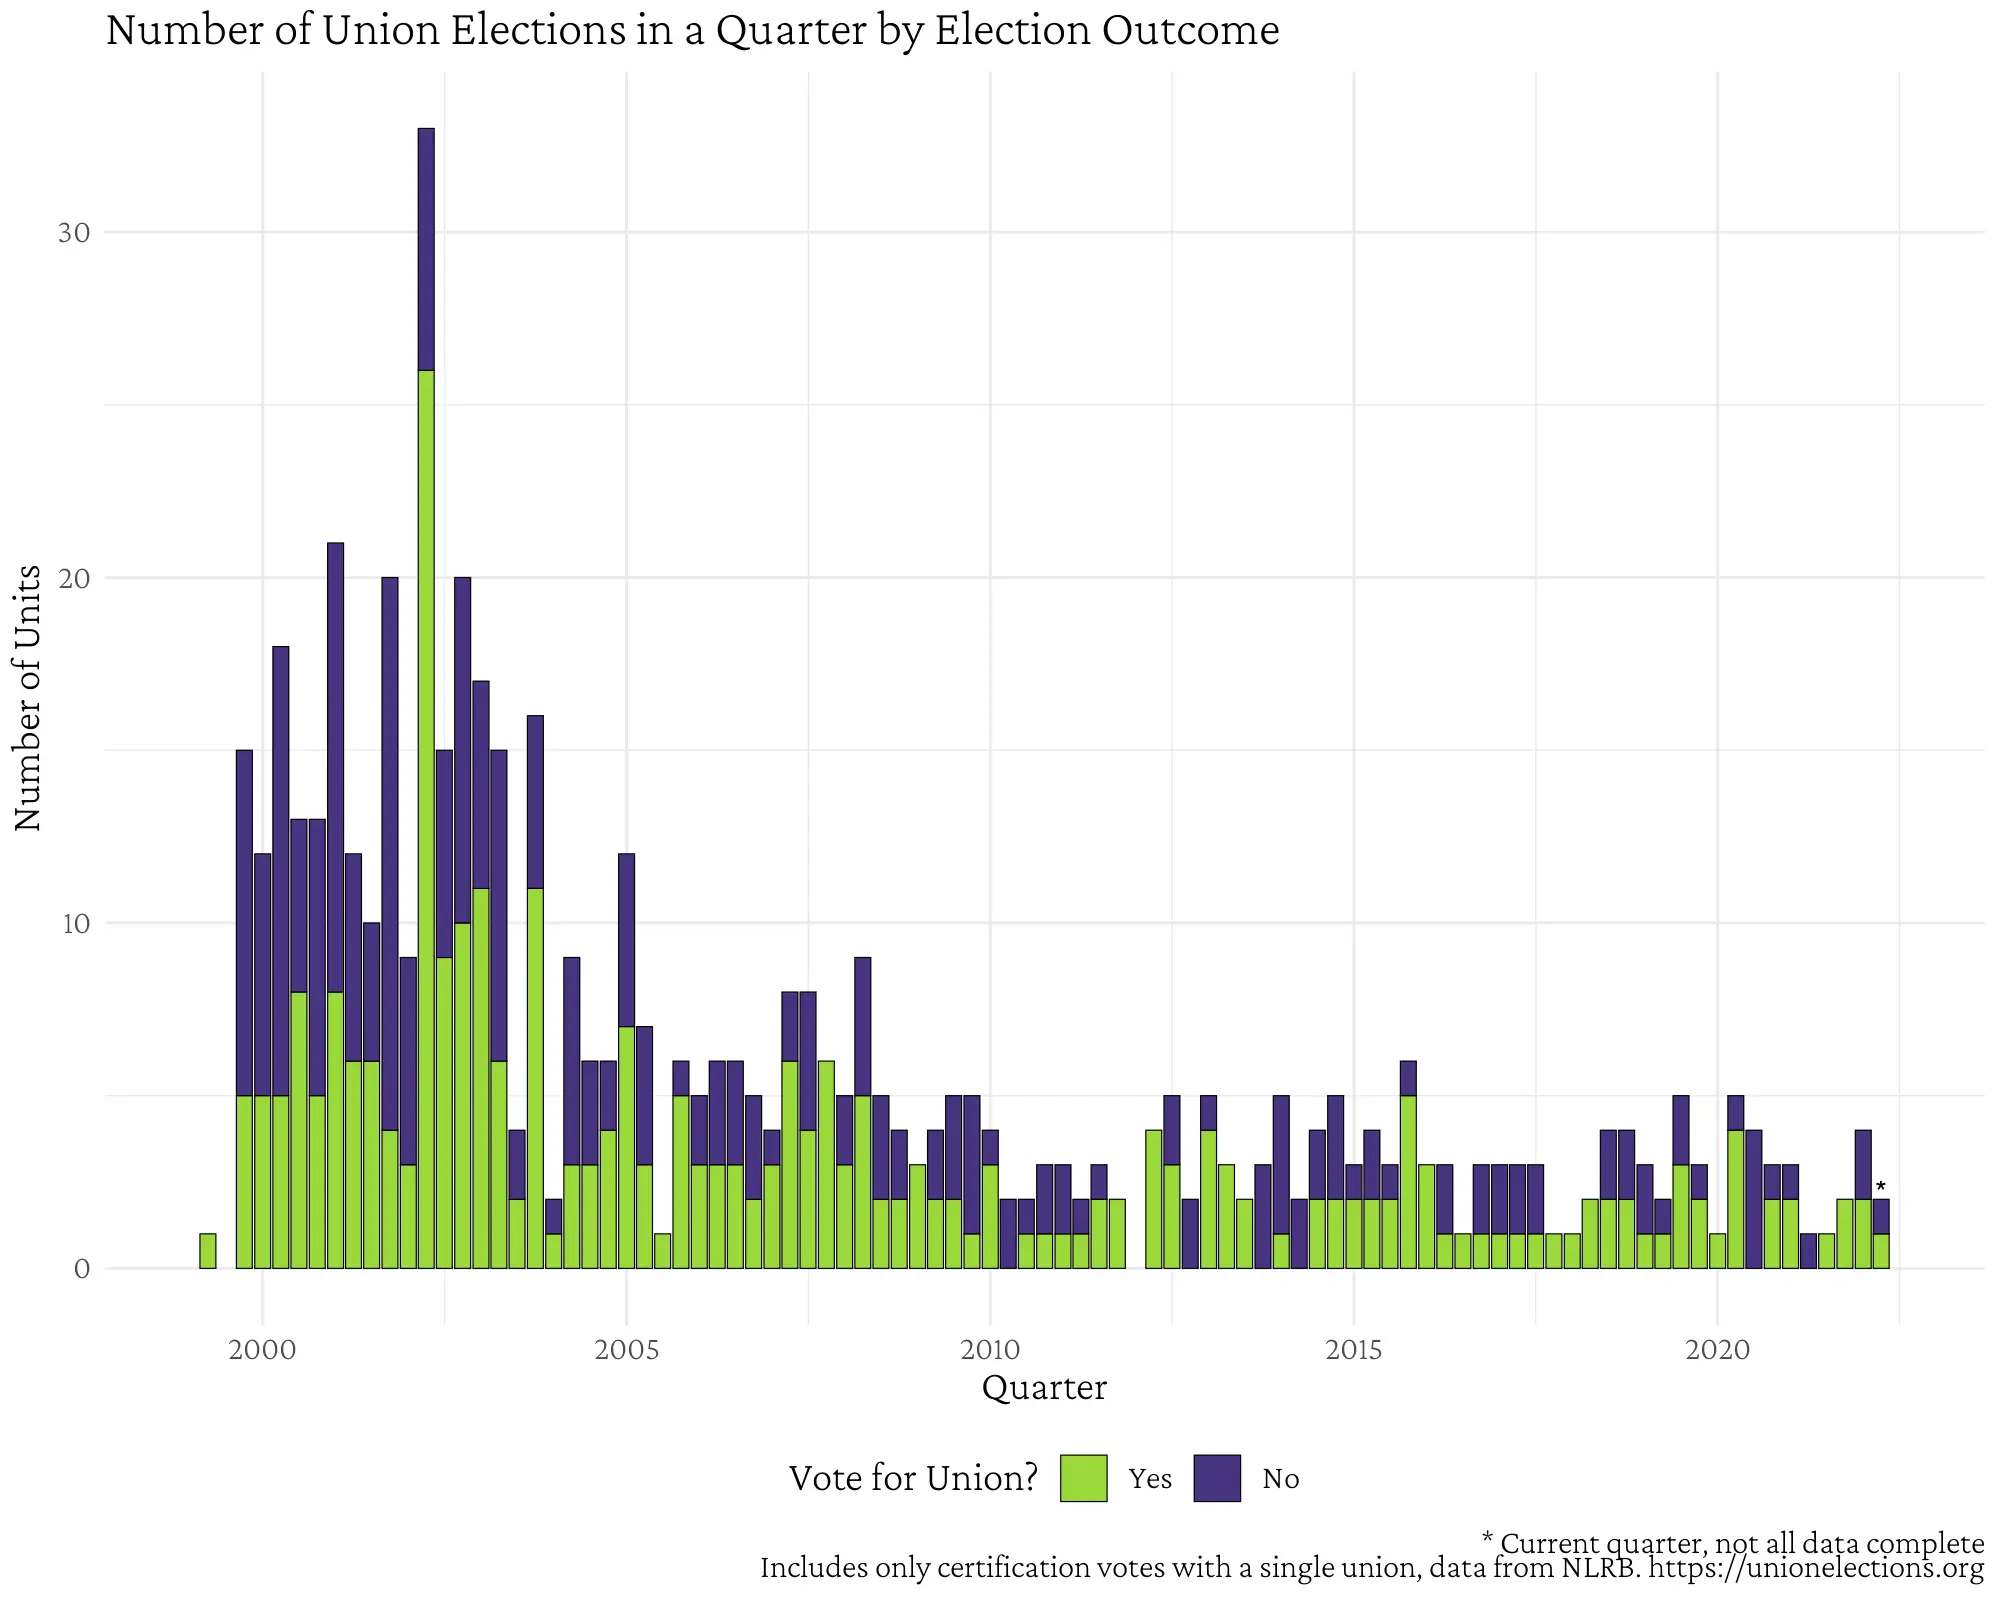 Number of Union Elections in a Quarter by Election Outcome
Number of Units
30
20
10
0
2000 2005 2010 2015 2020
*
Quarter
Vote for Union? Yes No
* Current quarter, not all data complete
Includes only certification votes with a single union, data from NLRB. https://unionelections.org